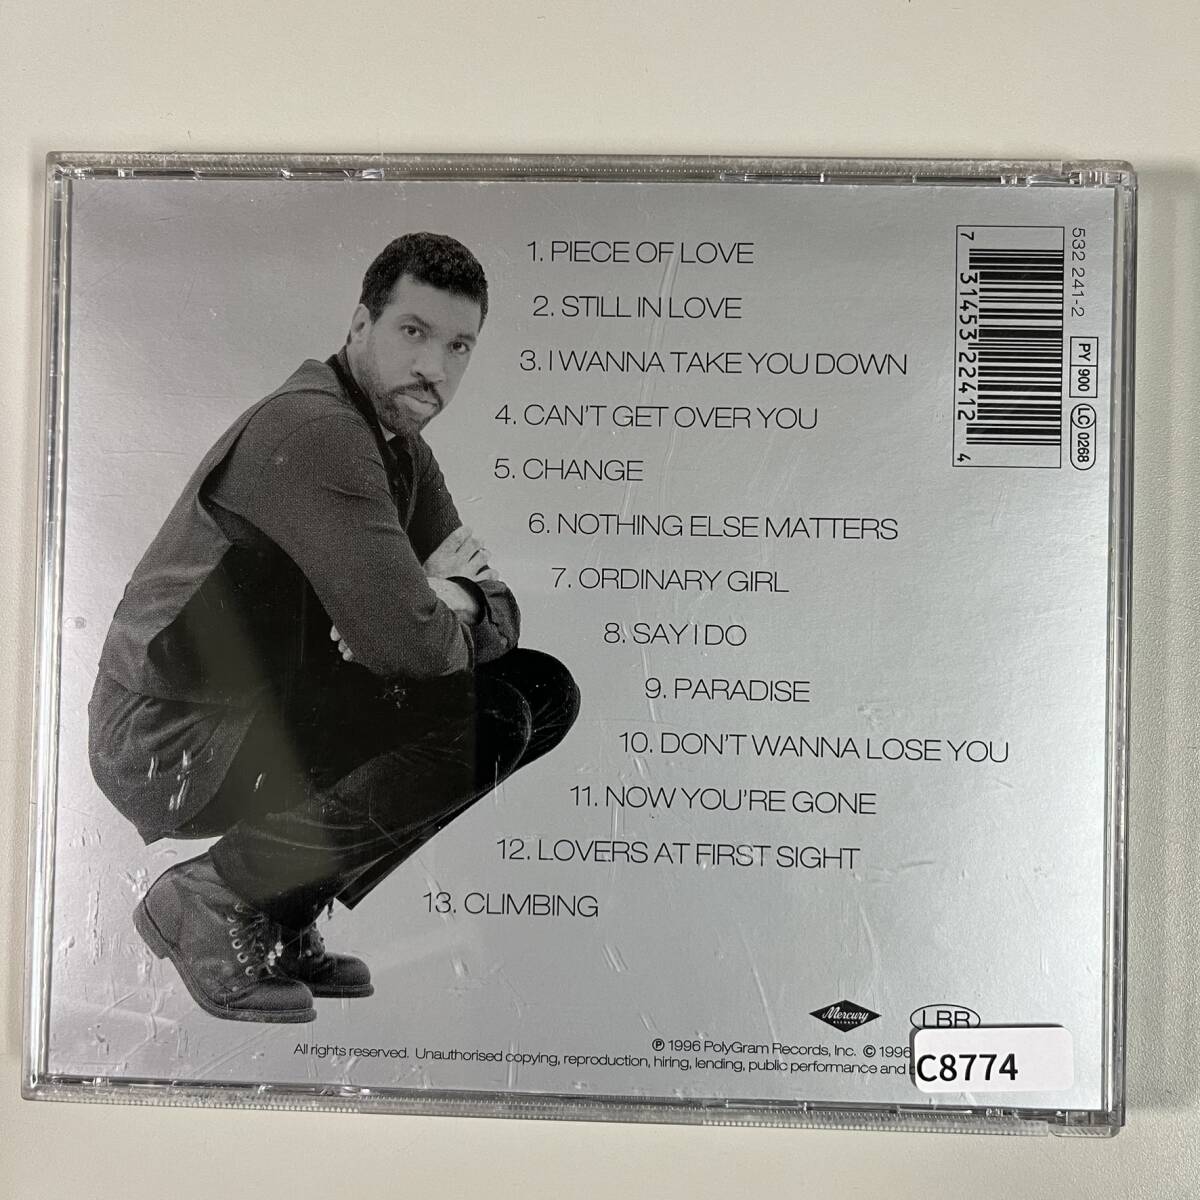 1. PIECE OF LOVE
2. STILL IN LOVE
3. I WANNA TAKE YOU DOWN
4. CAN'T GET OVER YOU
5. CHANGE
6. NOTHING ELSE MATTERS
7. ORDINARY GIRL
8. SAY I DO
9. PARADISE
10. DON'T WANNA LOSE YOU
11. NOW YOU'RE GONE
12. LOVERS AT FIRST SIGHT
13. CLIMBING
532 241-2
7 31453 22412 4
PY 900
LC 0268
Mercury
RECORDS
LBR
℗ 1996 PolyGram Records, Inc. © 1996
All rights reserved. Unauthorised copying, reproduction, hiring, lending, public performance and
C8774